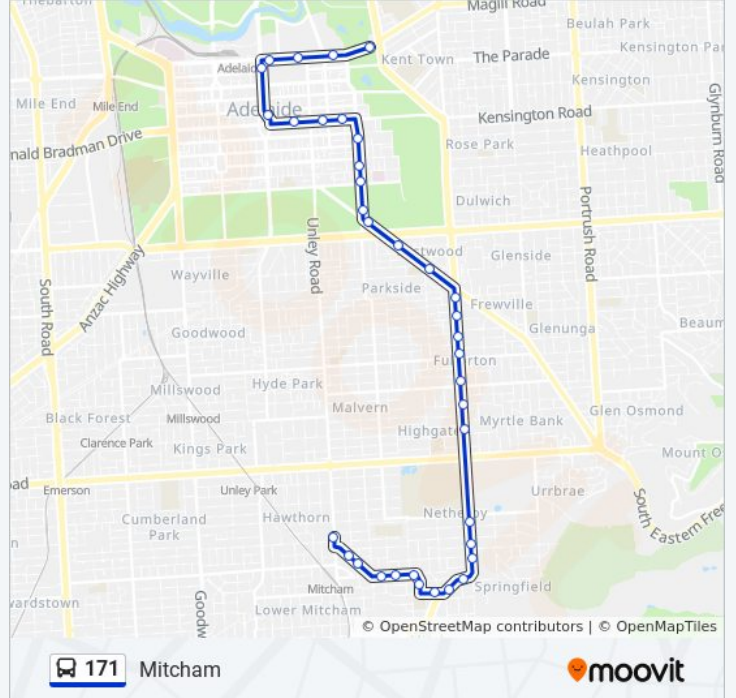 Thebarton
Magill Road
Beulah Park
Kent Town
The Parade
Kensington Par
Adelaid
Kensington
Mile End
Mile End
Adelaide
Kensington Road
Glynburn Road
nald Bradman Drive
Rose Park
Heathpool
Dulwich
Portrush Road
Unley Road
stwood
Glenside
Anzac Highway
Wayville
Parkside
Frewville
South Road
Goodwood
Glenunga
Beaum
Fullarton
Millswood
Hyde Park
Malvern
Glen Osmond
Black Forest
Millswood
Myrtle Bank
Highgate
Clarence Park
Kings Park
Mount O
oad
Emerson
Unley Park
Urrbrae
South Eastern Free
Cumberland
Park
Hawthorn
Netherby
n
Mitcham
Springfield
wardstown
Goodw
Lower Mitcham
© OpenStreetMap contributors | © OpenMapTiles
171 Mitcham
moovit